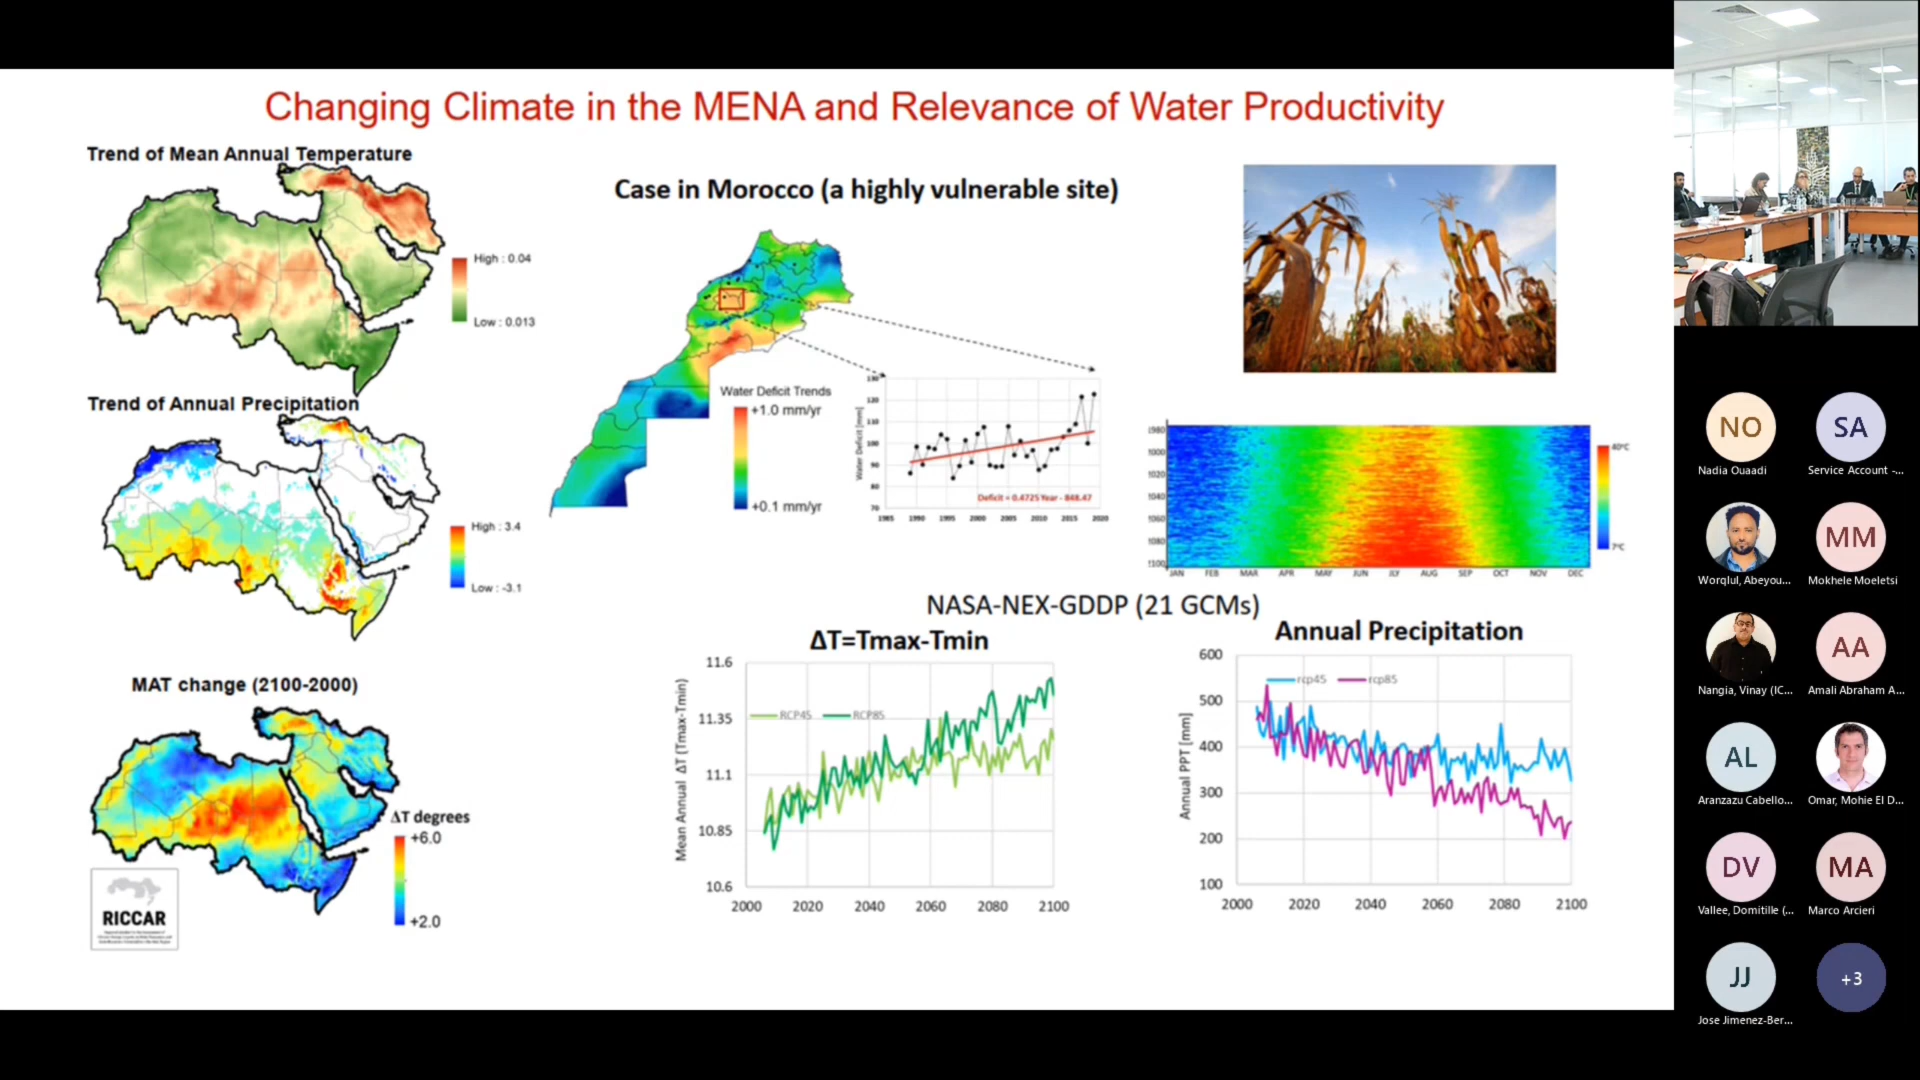 Changing Climate in the MENA and Relevance of Water Productivity
Trend of Mean Annual Temperature
High : 0.04
Low : 0.013
Trend of Annual Precipitation
High : 3.4
Low : -3.1
MAT change (2100-2000)
ΔT degrees
+6.0
+2.0
RICCAR
Case in Morocco (a highly vulnerable site)
Water Deficit Trends
+1.0 mm/yr
+0.1 mm/yr
Water Deficit [mm]
130
120
110
100
90
80
70
1985 1990 1995 2000 2005 2010 2015 2020
Deficit = 0.4725 Year - 848.47
1980
2000
2020
2040
2060
2080
2100
JAN FEB MAR APR MAY JUN JLY AUG SEP OCT NOV DEC
40°C
7°C
NASA-NEX-GDDP (21 GCMs)
ΔT=Tmax-Tmin
Mean Annual ΔT (Tmax-Tmin)
RCP45 RCP85
11.6
11.35
11.1
10.85
10.6
2000 2020 2040 2060 2080 2100
Annual Precipitation
Annual PPT [mm]
rcp45 rcp85
600
500
400
300
200
100
2000 2020 2040 2060 2080 2100
NO
Nadia Ouaadi
SA
Service Account -...
Worqlul, Abeyou...
MM
Mokhele Moeletsi
Nangia, Vinay (IC...
AA
Amali Abraham A...
AL
Aranzazu Cabello...
Omar, Mohie El D...
DV
Vallee, Domitille (...
MA
Marco Arcieri
JJ
Jose Jimenez-Ber...
+3